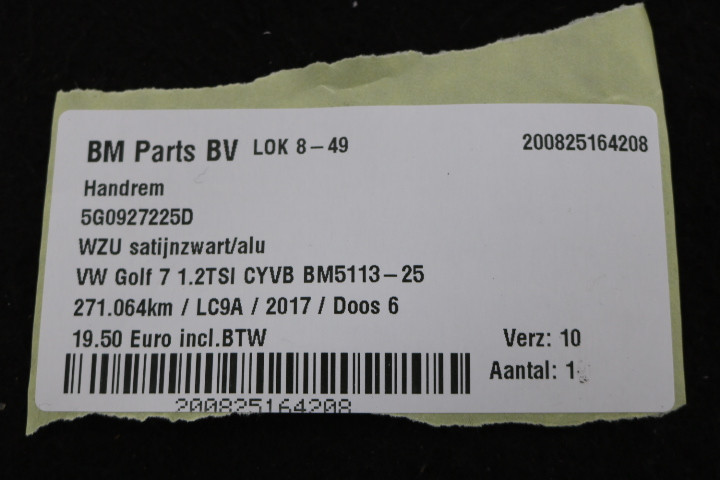 BM Parts BV LOK 8-49 200825164208
Handrem
5G0927225D
WZU satijnzwart/alu
VW Golf 7 1.2TSI CYVB BM5113-25
271.064km / LC9A / 2017 / Doos 6
19.50 Euro incl.BTW Verz: 10
Aantal: 1
200825164208